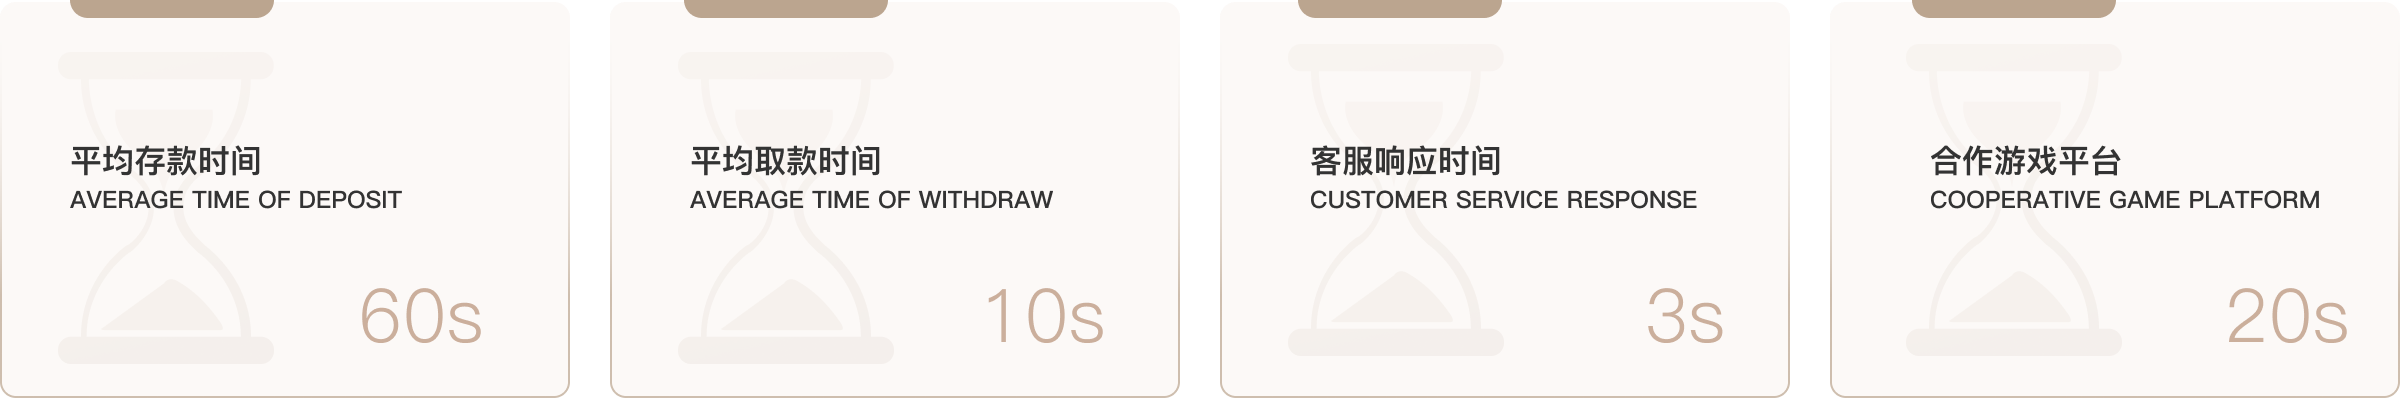 平均存款时间
AVERAGE TIME OF DEPOSIT
60s
平均取款时间
AVERAGE TIME OF WITHDRAW
10s
客服响应时间
CUSTOMER SERVICE RESPONSE
3s
合作游戏平台
COOPERATIVE GAME PLATFORM
20s